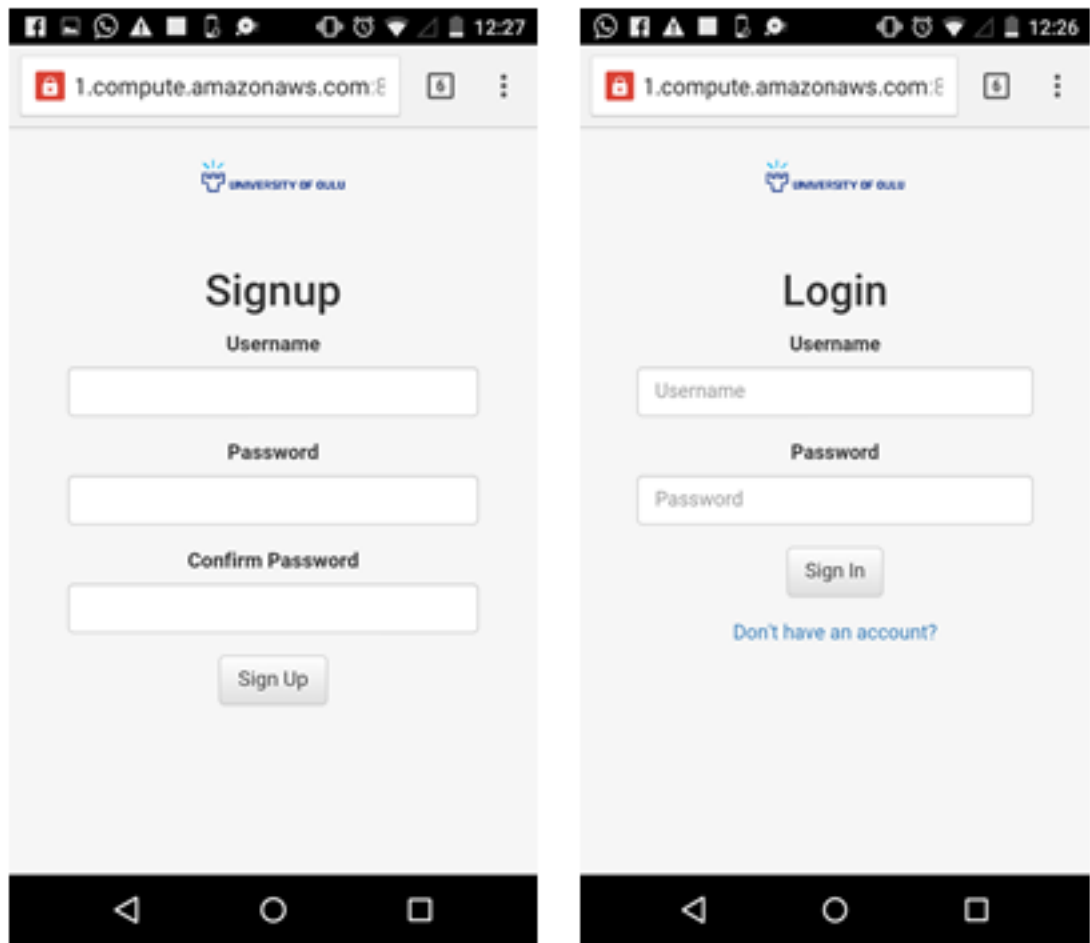 12:27
6
1.compute.amazonaws.com:
UNIVERSITY OF OULU
Signup
Username
Password
Confirm Password
Sign Up
12:26
6
1.compute.amazonaws.com:
UNIVERSITY OF OULU
Login
Username
Username
Password
Password
Sign In
Don't have an account?